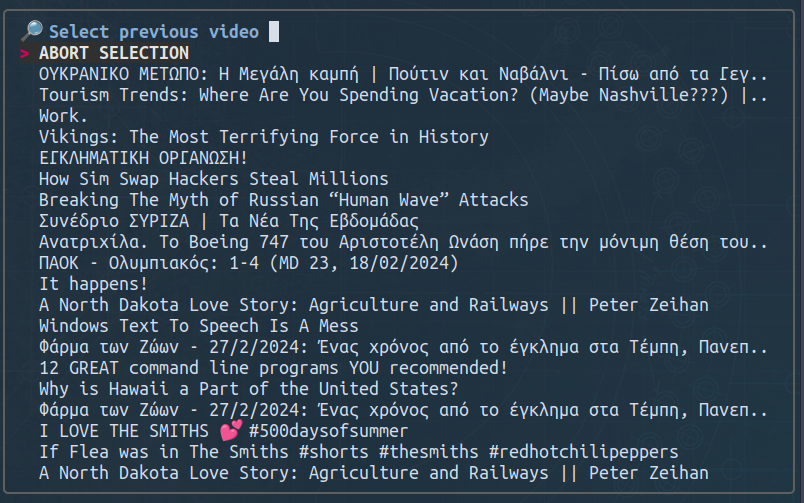 🔎 Select previous video
> ABORT SELECTION
ΟΥΚΡΑΝΙΚΟ ΜΕΤΩΠΟ: Η Μεγάλη καμπή | Πούτιν και Ναβάλνι - Πίσω από τα Γεγ..
Tourism Trends: Where Are You Spending Vacation? (Maybe Nashville???) |..
Work.
Vikings: The Most Terrifying Force in History
ΕΓΚΛΗΜΑΤΙΚΗ ΟΡΓΑΝΩΣΗ!
How Sim Swap Hackers Steal Millions
Breaking The Myth of Russian “Human Wave” Attacks
Συνέδριο ΣΥΡΙΖΑ | Τα Νέα Της Εβδομάδας
Ανατριχίλα. Το Boeing 747 του Αριστοτέλη Ωνάση πήρε την μόνιμη θέση του..
ΠΑΟΚ - Ολυμπιακός: 1-4 (MD 23, 18/02/2024)
It happens!
A North Dakota Love Story: Agriculture and Railways || Peter Zeihan
Windows Text To Speech Is A Mess
Φάρμα των Ζώων - 27/2/2024: Ένας χρόνος από το έγκλημα στα Τέμπη, Πανεπ..
12 GREAT command line programs YOU recommended!
Why is Hawaii a Part of the United States?
Φάρμα των Ζώων - 27/2/2024: Ένας χρόνος από το έγκλημα στα Τέμπη, Πανεπ..
I LOVE THE SMITHS 💕 #500daysofsummer
If Flea was in The Smiths #shorts #thesmiths #redhotchilipeppers
A North Dakota Love Story: Agriculture and Railways || Peter Zeihan